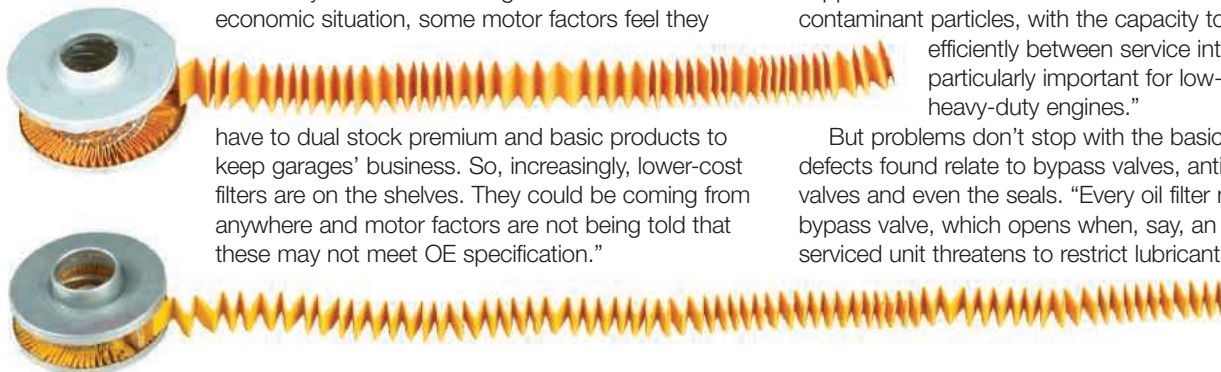 economic situation, some motor factors feel they
have to dual stock premium and basic products to
keep garages’ business. So, increasingly, lower-cost
filters are on the shelves. They could be coming from
anywhere and motor factors are not being told that
these may not meet OE specification.”
contaminant particles, with the capacity to
efficiently between service int
particularly important for low-
heavy-duty engines.”
But problems don’t stop with the basic
defects found relate to bypass valves, anti
valves and even the seals. “Every oil filter
bypass valve, which opens when, say, an
serviced unit threatens to restrict lubricant